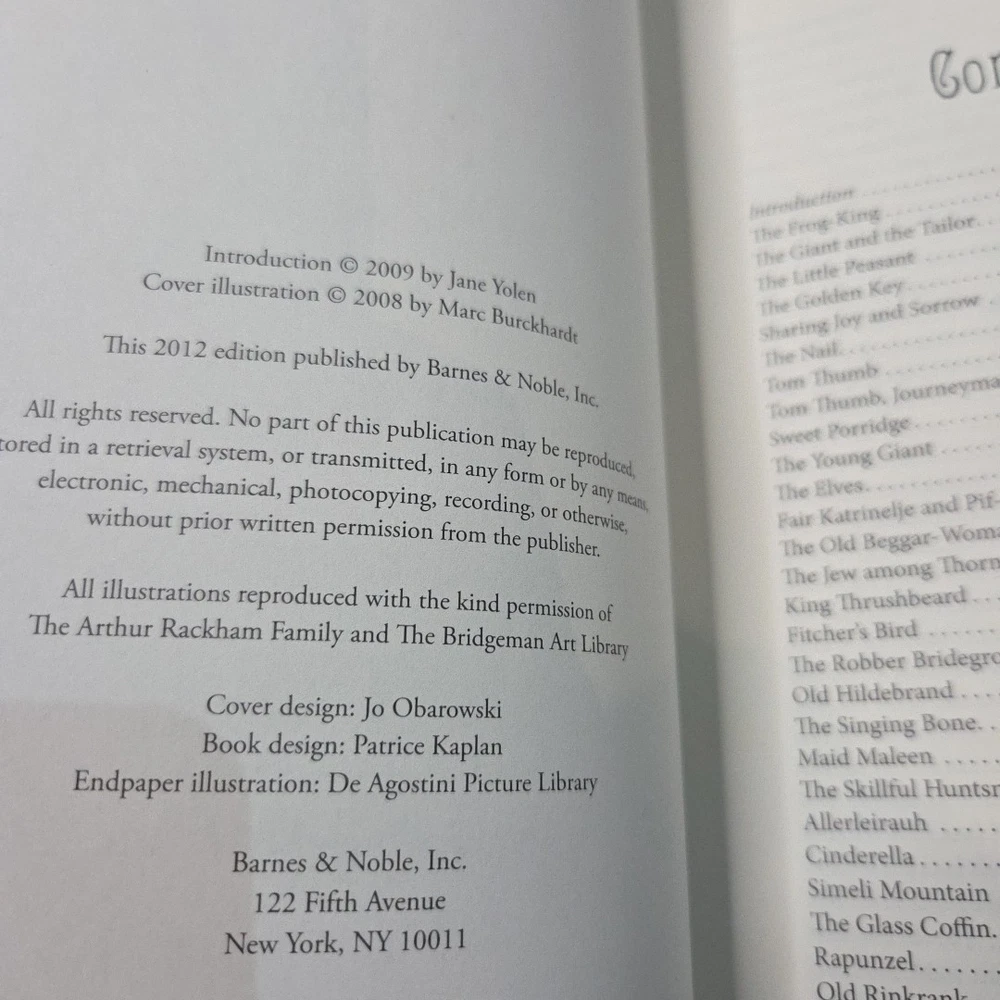 Introduction © 2009 by Jane Yolen
Cover illustration © 2008 by Marc Burckhardt
This 2012 edition published by Barnes & Noble, Inc.
All rights reserved. No part of this publication may be reproduced,
tored in a retrieval system, or transmitted, in any form or by any means,
electronic, mechanical, photocopying, recording, or otherwise,
without prior written permission from the publisher.
All illustrations reproduced with the kind permission of
The Arthur Rackham Family and The Bridgeman Art Library
Cover design: Jo Obarowski
Book design: Patrice Kaplan
Endpaper illustration: De Agostini Picture Library
Barnes & Noble, Inc.
122 Fifth Avenue
New York, NY 10011
Con
Introduction ..........
The Frog-King ..........
The Giant and the Tailor ...
The Little Peasant ........
The Golden Key ........
Sharing Joy and Sorrow ..
The Nail ..........
Tom Thumb ..........
Tom Thumb, Journeyma
Sweet Porridge ........
The Young Giant ......
The Elves ..........
Fair Katrinelje and Pif-
The Old Beggar-Woma
The Jew among Thorn
King Thrushbeard ...
Fitcher's Bird ......
The Robber Bridegro
Old Hildebrand ....
The Singing Bone. .
Maid Maleen .....
The Skillful Huntsr
Allerleirauh .....
Cinderella .......
Simeli Mountain
The Glass Coffin.
Rapunzel .......
Old Rinkrank